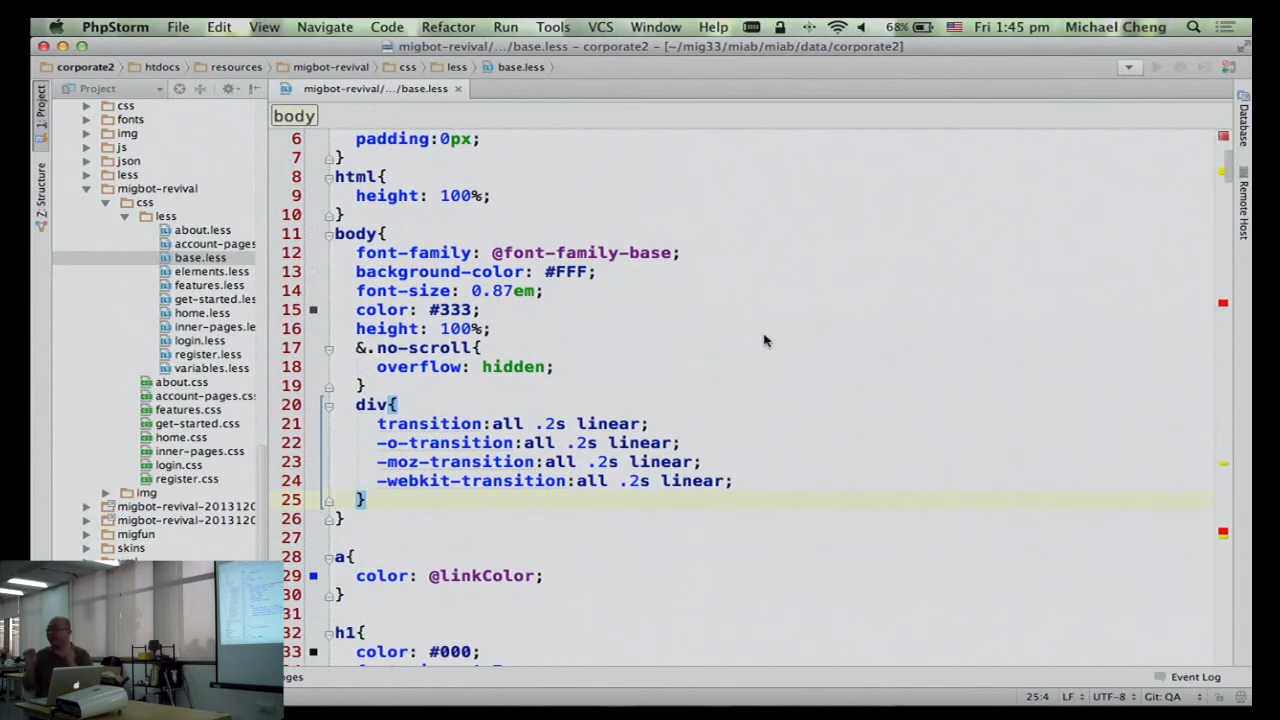 PhpStorm File Edit View Navigate Code Refactor Run Tools VCS Window Help 68% Fri 1:45 PM Michael Cheng
migbot-revival/.../base.less – corporate2 – [~/mig33/miab/miab/data/corporate2]
corporate2 htdocs resources migbot-revival css less base.less
Project migbot-revival/.../base.less
1: Project
Z: Structure
css
fonts
img
js
json
less
migbot-revival
css
less
about.less
account-pages
base.less
elements.less
features.less
get-started.les
home.less
inner-pages.le
login.less
register.less
variables.less
about.css
account-pages.cs
features.css
get-started.css
home.css
inner-pages.css
login.css
register.css
img
migbot-revival-2013120
migbot-revival-2013120
migfun
skins
body
6 padding:0px;
7 }
8 html{
9 height: 100%;
10 }
11 body{
12 font-family: @font-family-base;
13 background-color: #FFF;
14 font-size: 0.87em;
15 color: #333;
16 height: 100%;
17 &.no-scroll{
18 overflow: hidden;
19 }
20 div{
21 transition:all .2s linear;
22 -o-transition:all .2s linear;
23 -moz-transition:all .2s linear;
24 -webkit-transition:all .2s linear;
25 }
26 }
27
28 a{
29 color: @linkColor;
30 }
31
32 h1{
33 color: #000;
Database
Remote Host
Event Log
25:4 LF UTF-8 Git: QA